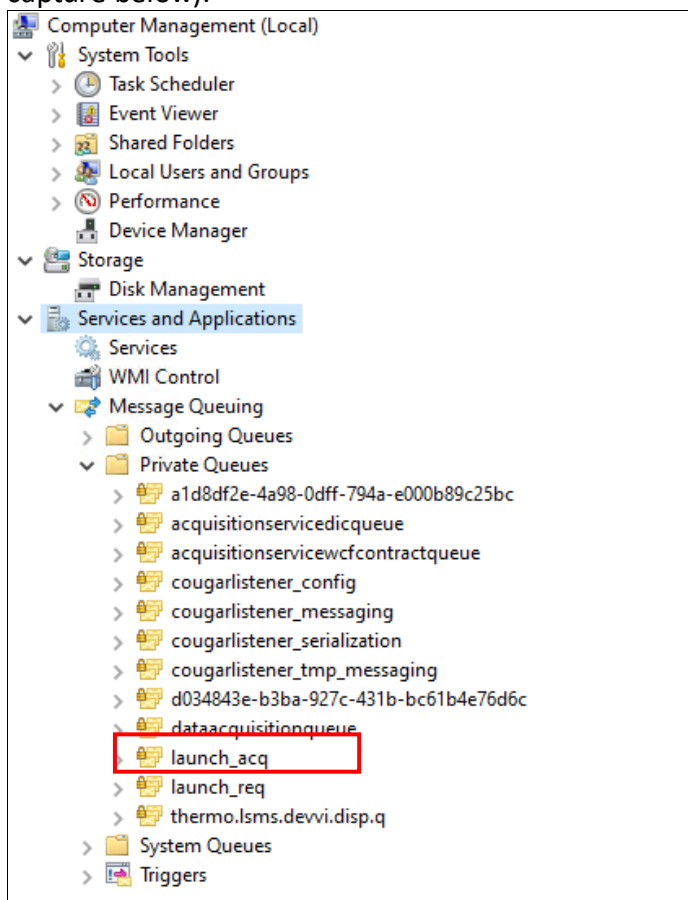 capture below).
Computer Management (Local)
System Tools
Task Scheduler
Event Viewer
Shared Folders
Local Users and Groups
Performance
Device Manager
Storage
Disk Management
Services and Applications
Services
WMI Control
Message Queuing
Outgoing Queues
Private Queues
a1d8df2e-4a98-0dff-794a-e000b89c25bc
acquisitionservicedicqueue
acquisitionservicewcfcontractqueue
cougarlistener_config
cougarlistener_messaging
cougarlistener_serialization
cougarlistener_tmp_messaging
d034843e-b3ba-927c-431b-bc61b4e76d6c
dataacquisitionqueue
launch_acq
launch_req
thermo.lsms.devvi.disp.q
System Queues
Triggers